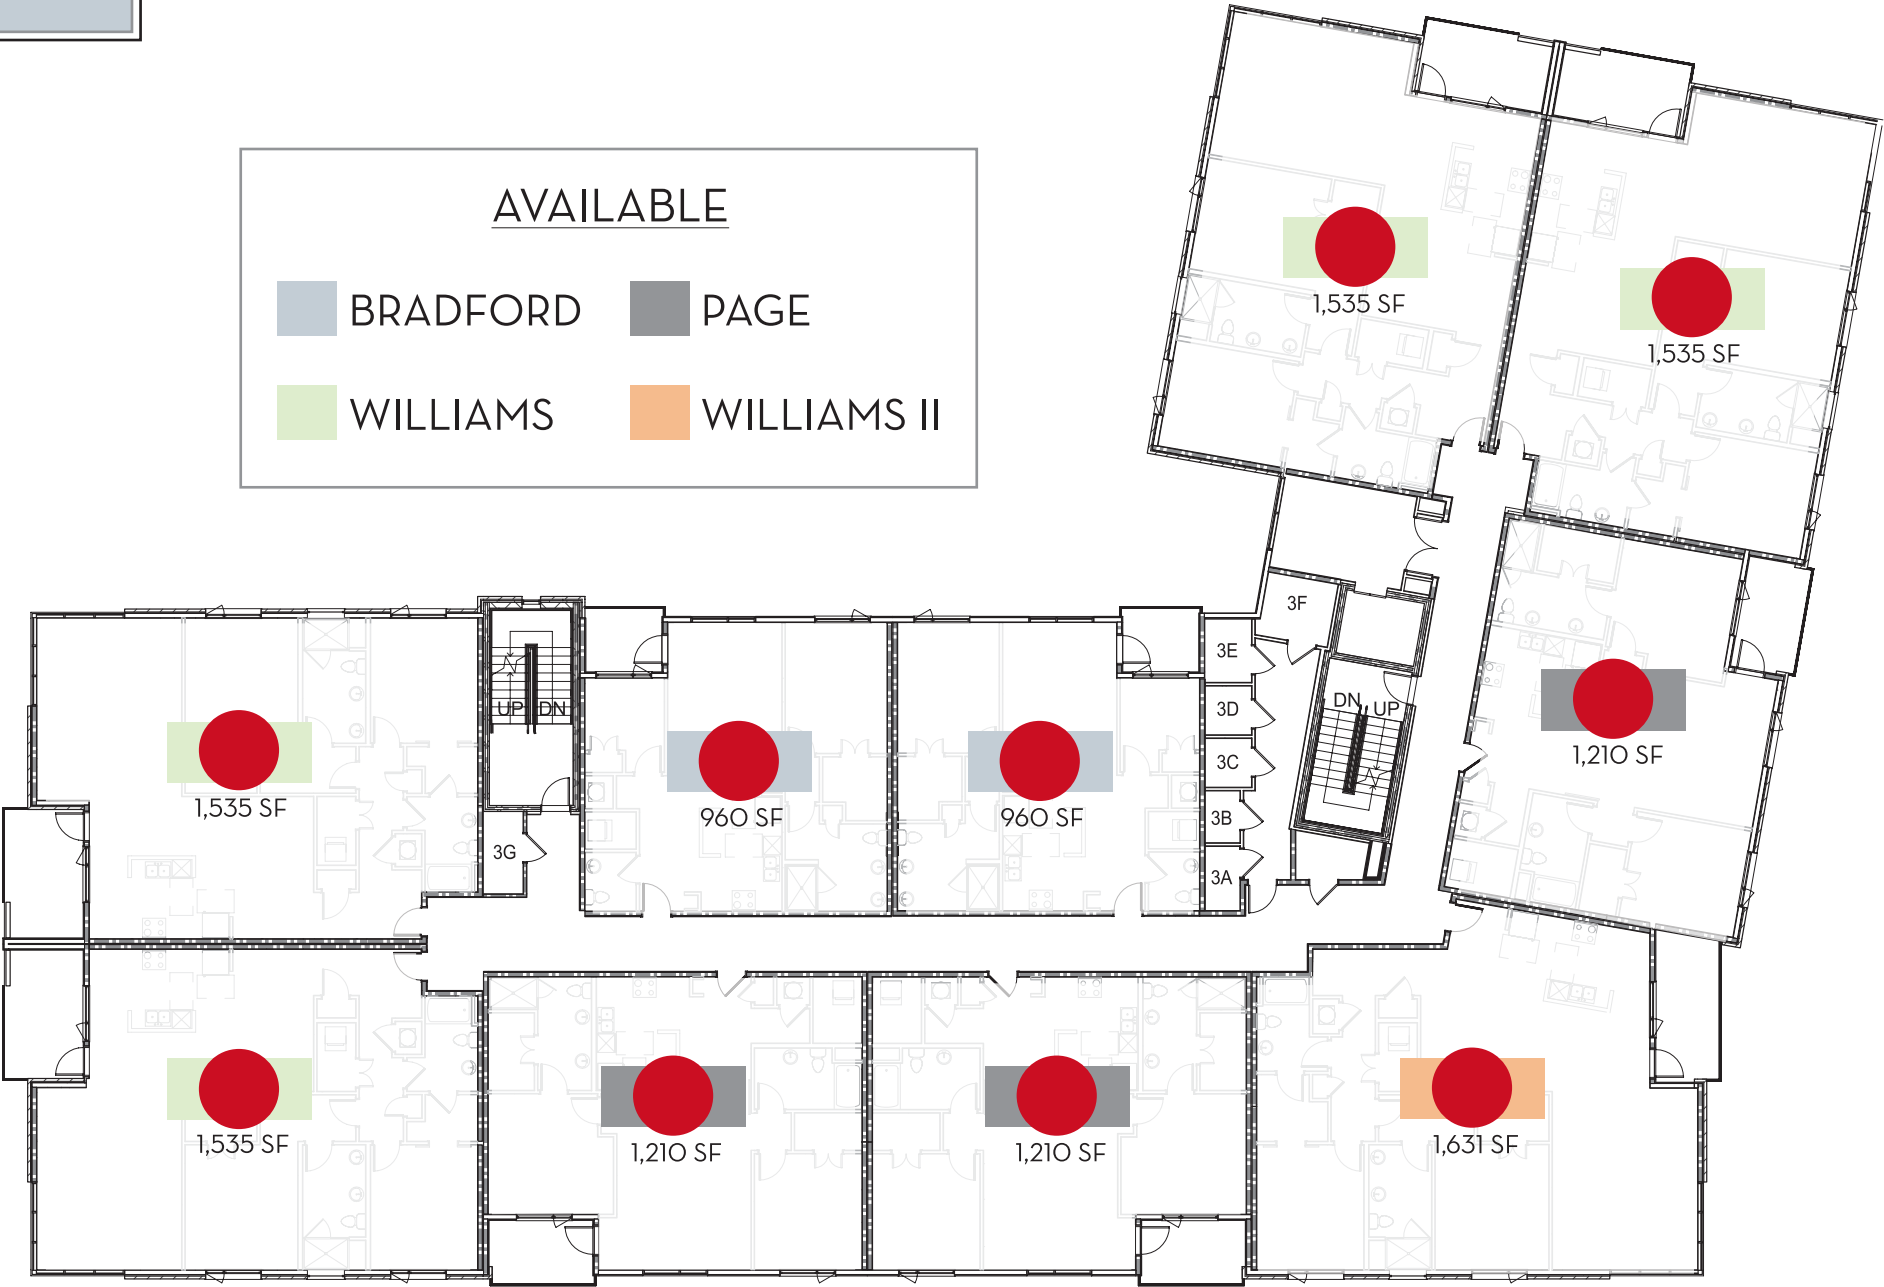 AVAILABLE
BRADFORD
PAGE
WILLIAMS
WILLIAMS II
1,535 SF
1,535 SF
3F
3E
3D
3C
3B
3A
DN
UP
1,210 SF
UP
DN
3G
1,535 SF
960 SF
960 SF
1,535 SF
1,210 SF
1,210 SF
1,631 SF